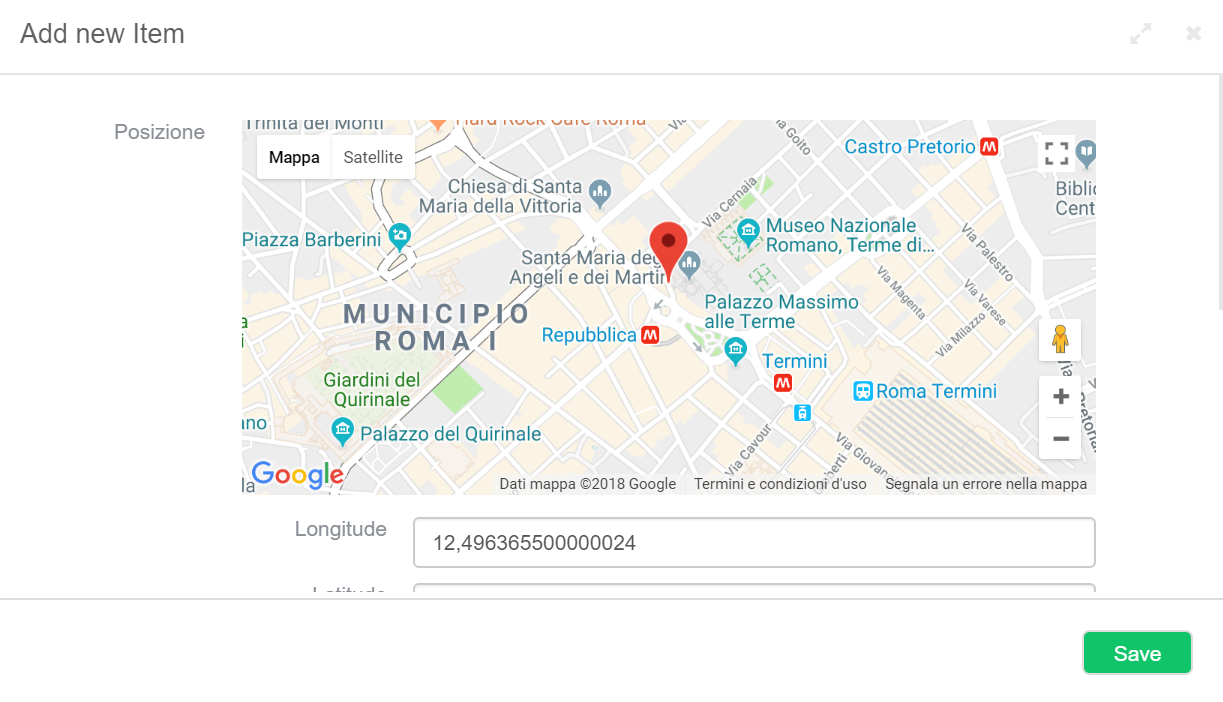 Add new Item
Posizione
Trinità dei Monti
Hard Rock Cafe Roma
Via Goito
Castro Pretorio M
Mappa
Satellite
Chiesa di Santa
Maria della Vittoria
Via Cernaia
Biblio
Cent
Piazza Barberini
Museo Nazionale
Romano, Terme di...
Via Palestro
Santa Maria deg
Angeli e dei Martiri
Via Magenta
Via Varese
Via Milazzo
MUNICIPIO
ROMA I
Palazzo Massimo
alle Terme
Repubblica M
Termini
M
Roma Termini
Giardini del
Quirinale
Palazzo del Quirinale
Via Cavour
Via Giovan
Google
Dati mappa ©2018 Google
Termini e condizioni d'uso
Segnala un errore nella mappa
Longitude
12,496365500000024
Latitude
Save